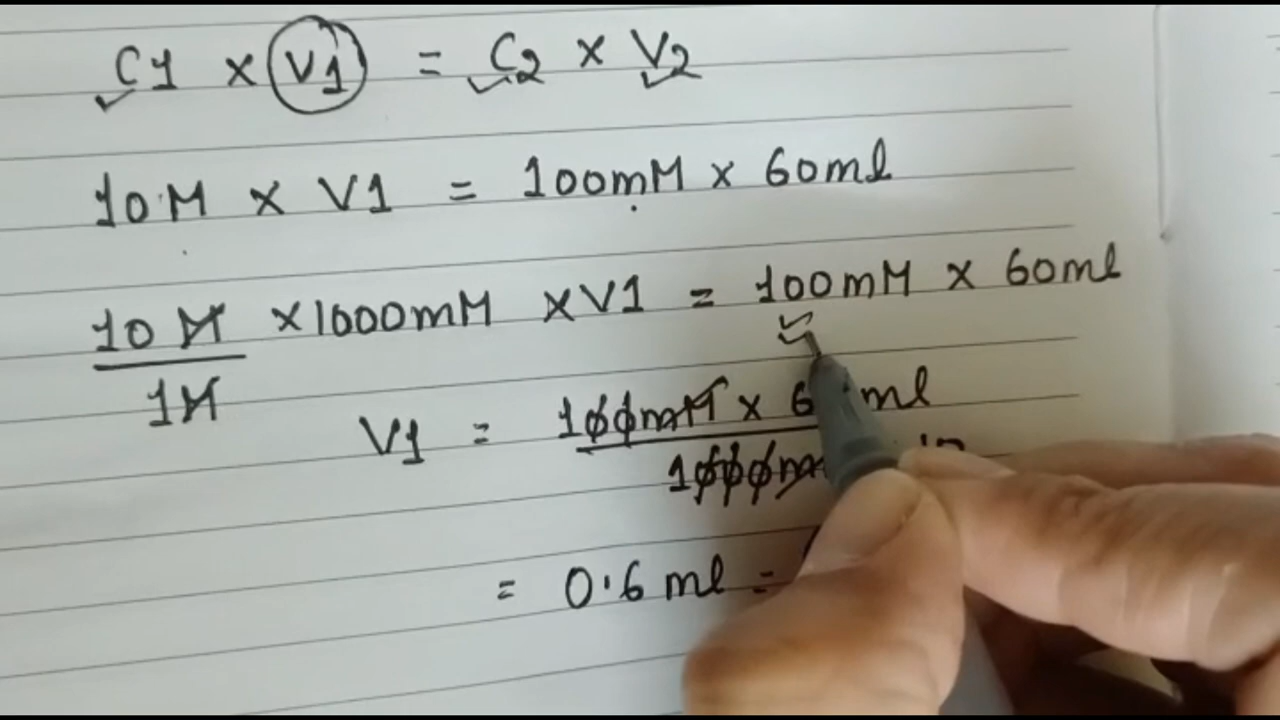 C1 × V1 = C2 × V2
10 M × V1 = 100mM × 60ml
10 M × 1000mM × V1 = 100mM × 60ml
1M
V1 = 100mM × 6 ml
1000m
= 0.6 ml =